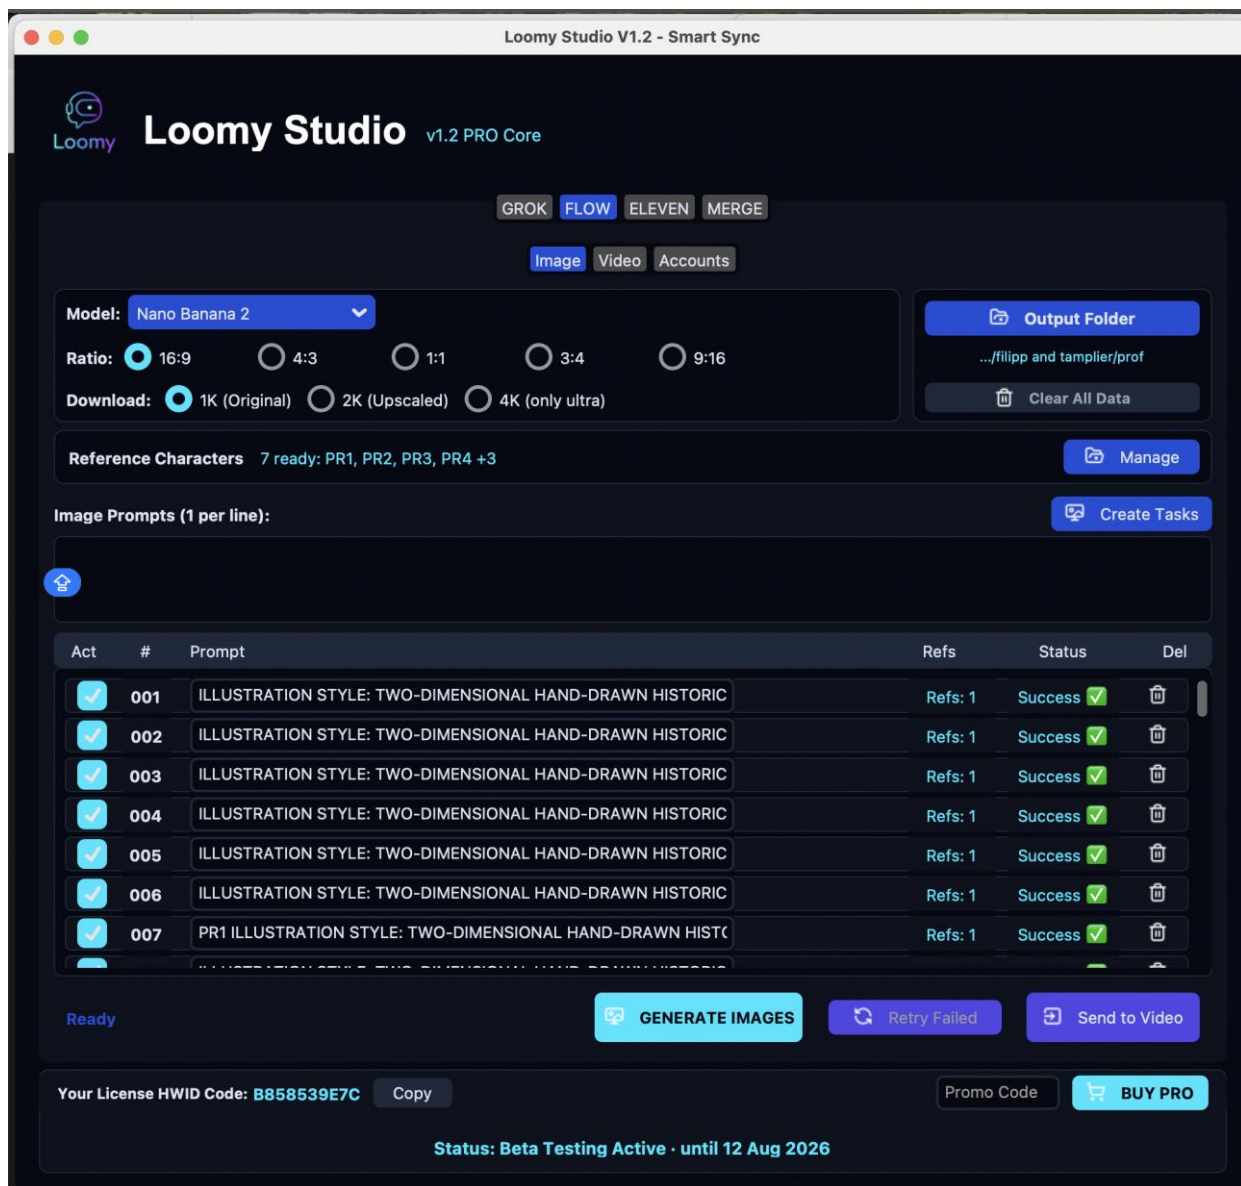 Loomy Studio V1.2 - Smart Sync
Loomy
Loomy Studio v1.2 PRO Core
GROK FLOW ELEVEN MERGE
Image Video Accounts
Model: Nano Banana 2
Ratio: 16:9 4:3 1:1 3:4 9:16
Download: 1K (Original) 2K (Upscaled) 4K (only ultra)
Output Folder
.../filipp and tamplier/prof
Clear All Data
Reference Characters 7 ready: PR1, PR2, PR3, PR4 +3
Manage
Image Prompts (1 per line):
Create Tasks
Act # Prompt Refs Status Del
001 ILLUSTRATION STYLE: TWO-DIMENSIONAL HAND-DRAWN HISTORIC Refs: 1 Success ✅
002 ILLUSTRATION STYLE: TWO-DIMENSIONAL HAND-DRAWN HISTORIC Refs: 1 Success ✅
003 ILLUSTRATION STYLE: TWO-DIMENSIONAL HAND-DRAWN HISTORIC Refs: 1 Success ✅
004 ILLUSTRATION STYLE: TWO-DIMENSIONAL HAND-DRAWN HISTORIC Refs: 1 Success ✅
005 ILLUSTRATION STYLE: TWO-DIMENSIONAL HAND-DRAWN HISTORIC Refs: 1 Success ✅
006 ILLUSTRATION STYLE: TWO-DIMENSIONAL HAND-DRAWN HISTORIC Refs: 1 Success ✅
007 PR1 ILLUSTRATION STYLE: TWO-DIMENSIONAL HAND-DRAWN HIST Refs: 1 Success ✅
Ready
GENERATE IMAGES
Retry Failed
Send to Video
Your License HWID Code: B858539E7C Copy
Promo Code
BUY PRO
Status: Beta Testing Active · until 12 Aug 2026